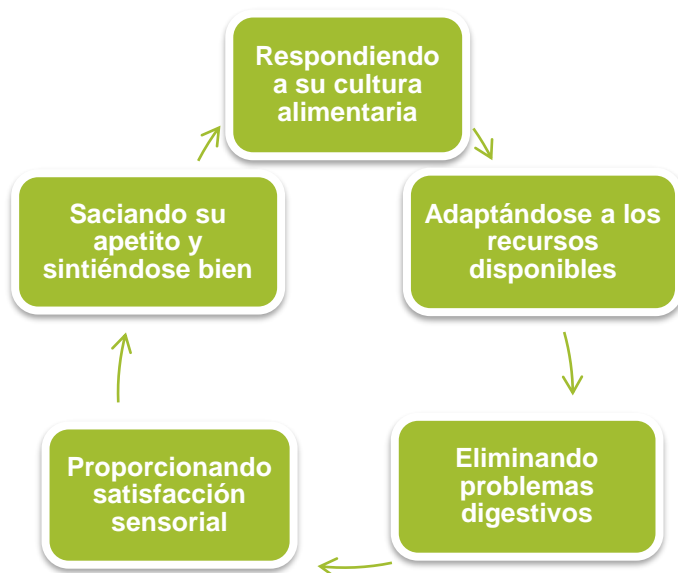 Respondiendo
a su cultura
alimentaria
Adaptándose a los
recursos
disponibles
Eliminando
problemas
digestivos
Proporcionando
satisfacción
sensorial
Saciando su
apetito y
sintiéndose bien